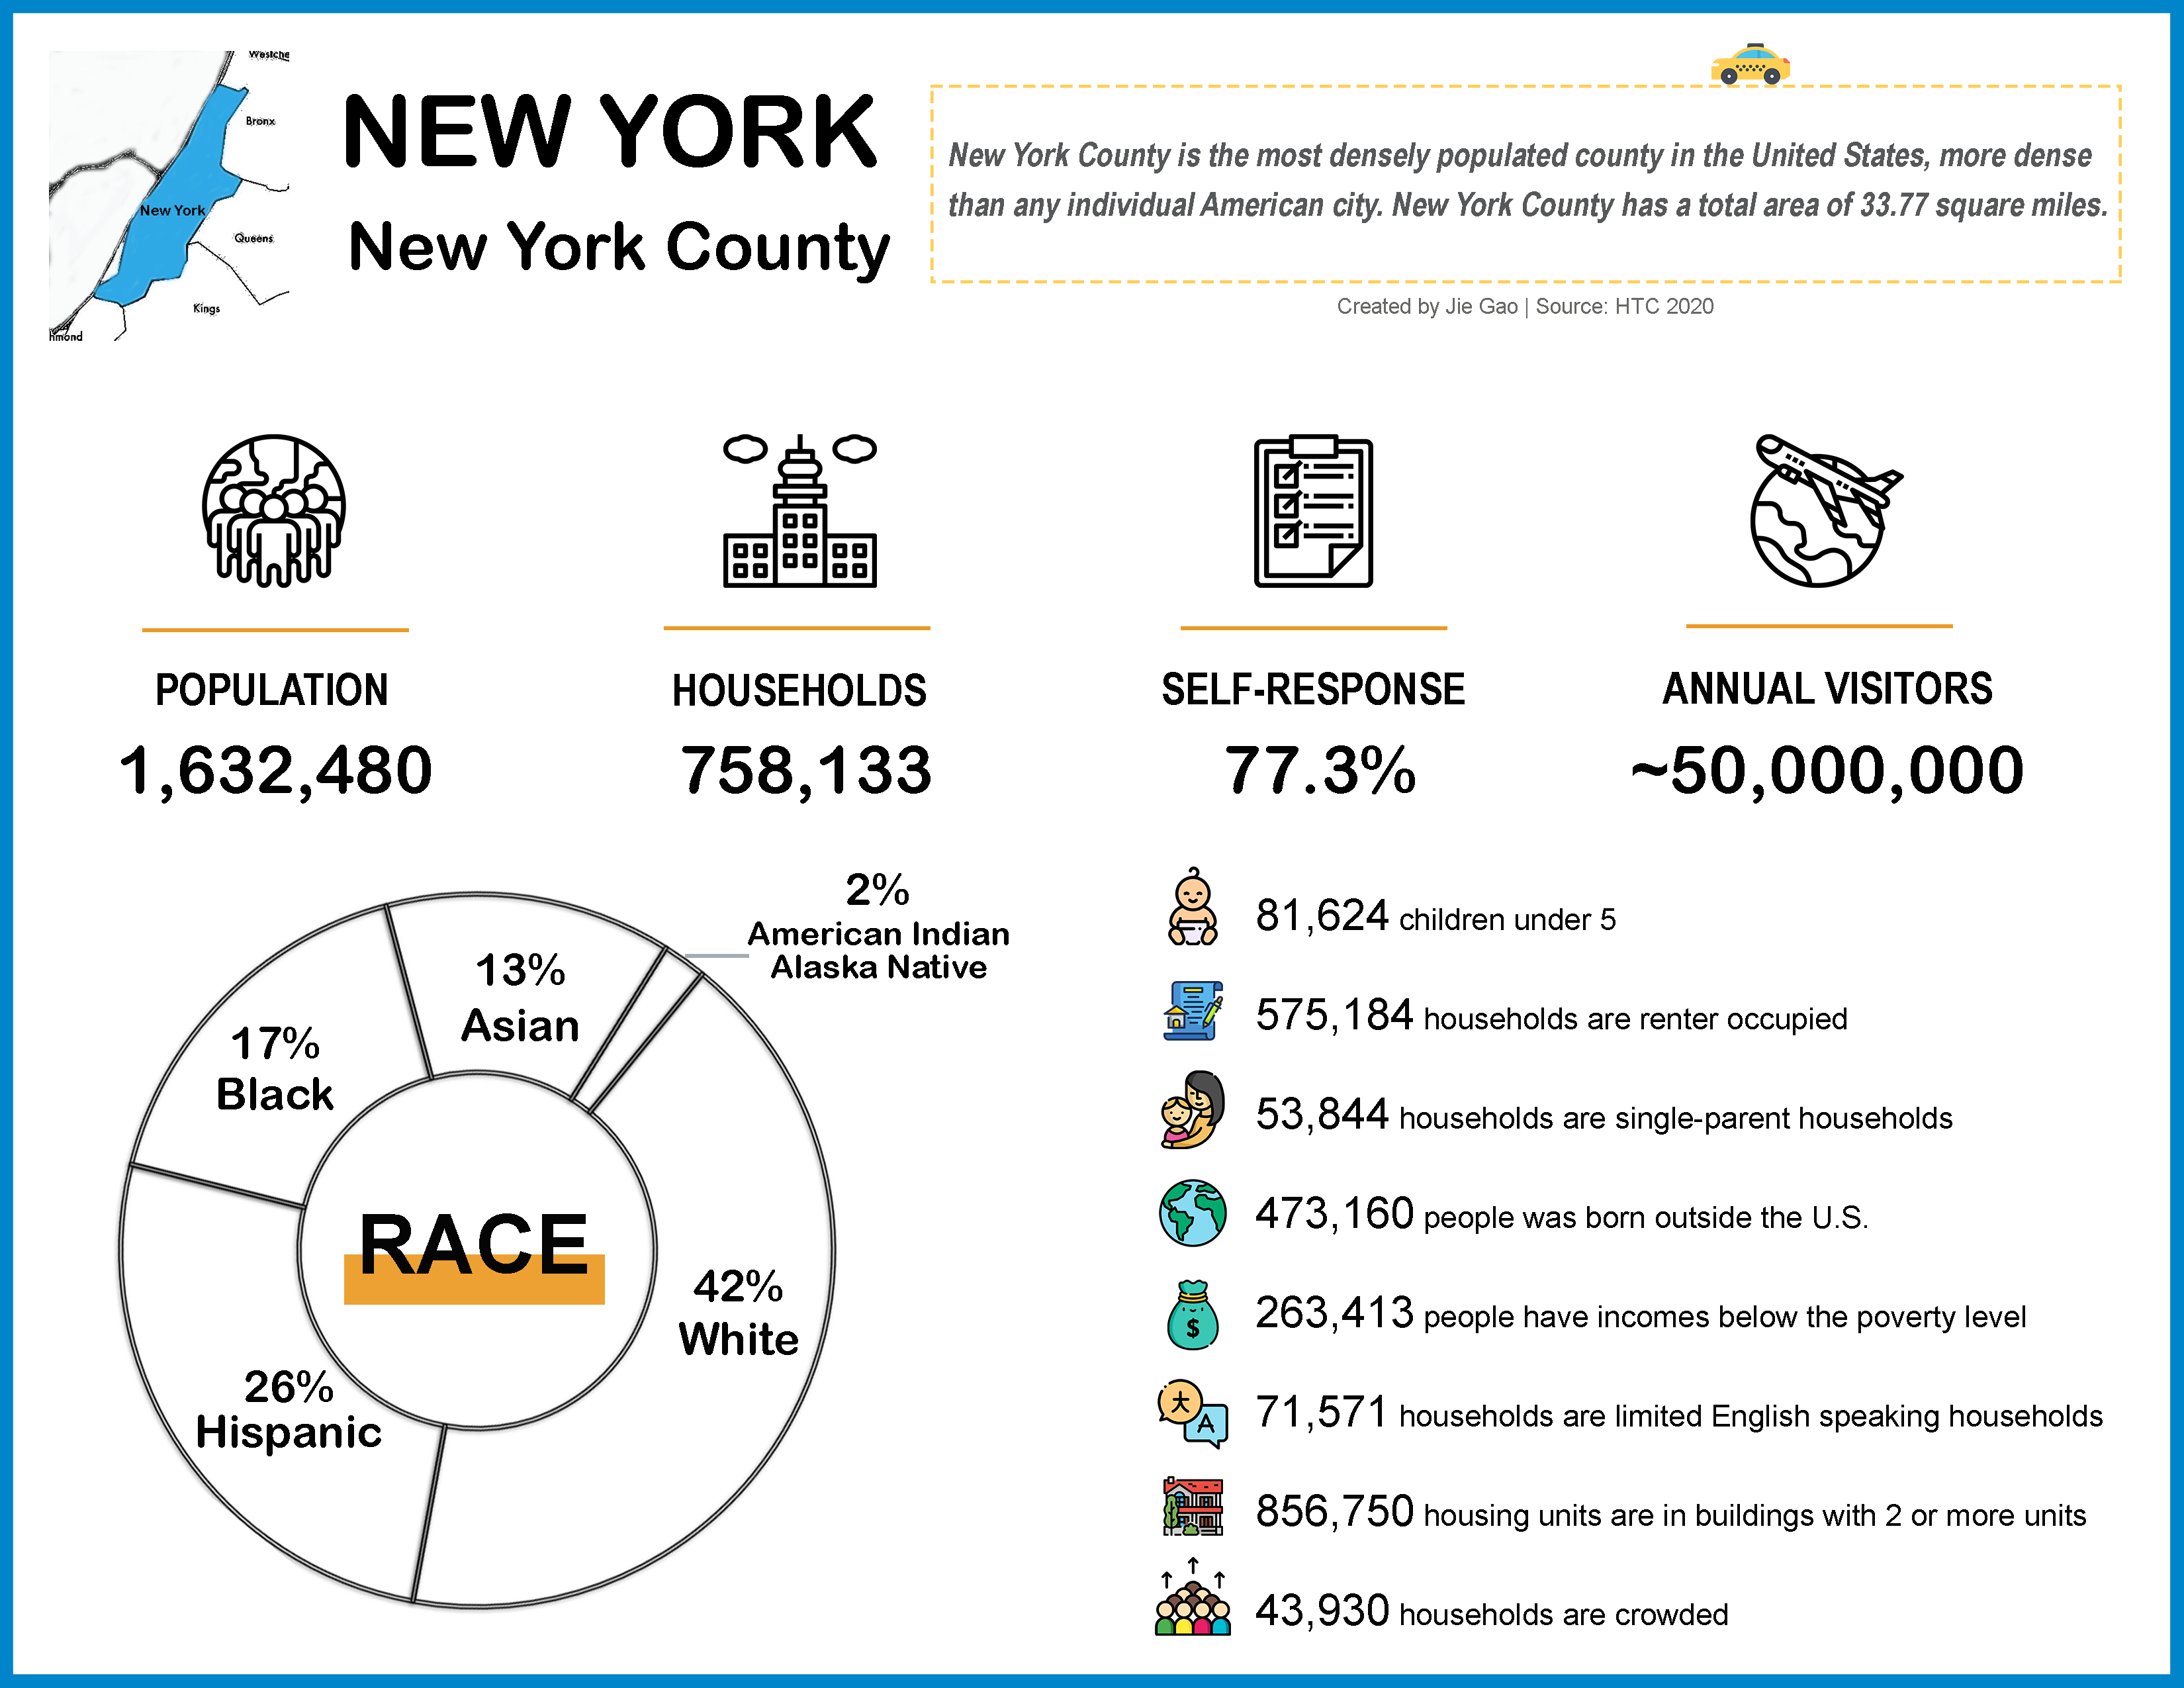 Westche
Bronx
New York
Queens
Kings
hmond
NEW YORK
New York County
New York County is the most densely populated county in the United States, more dense
than any individual American city. New York County has a total area of 33.77 square miles.
Created by Jie Gao | Source: HTC 2020
POPULATION
1,632,480
HOUSEHOLDS
758,133
SELF-RESPONSE
77.3%
ANNUAL VISITORS
~50,000,000
2%
American Indian
Alaska Native
13%
Asian
17%
Black
RACE
42%
White
26%
Hispanic
81,624 children under 5
575,184 households are renter occupied
53,844 households are single-parent households
473,160 people was born outside the U.S.
$
263,413 people have incomes below the poverty level
大
A
71,571 households are limited English speaking households
856,750 housing units are in buildings with 2 or more units
43,930 households are crowded